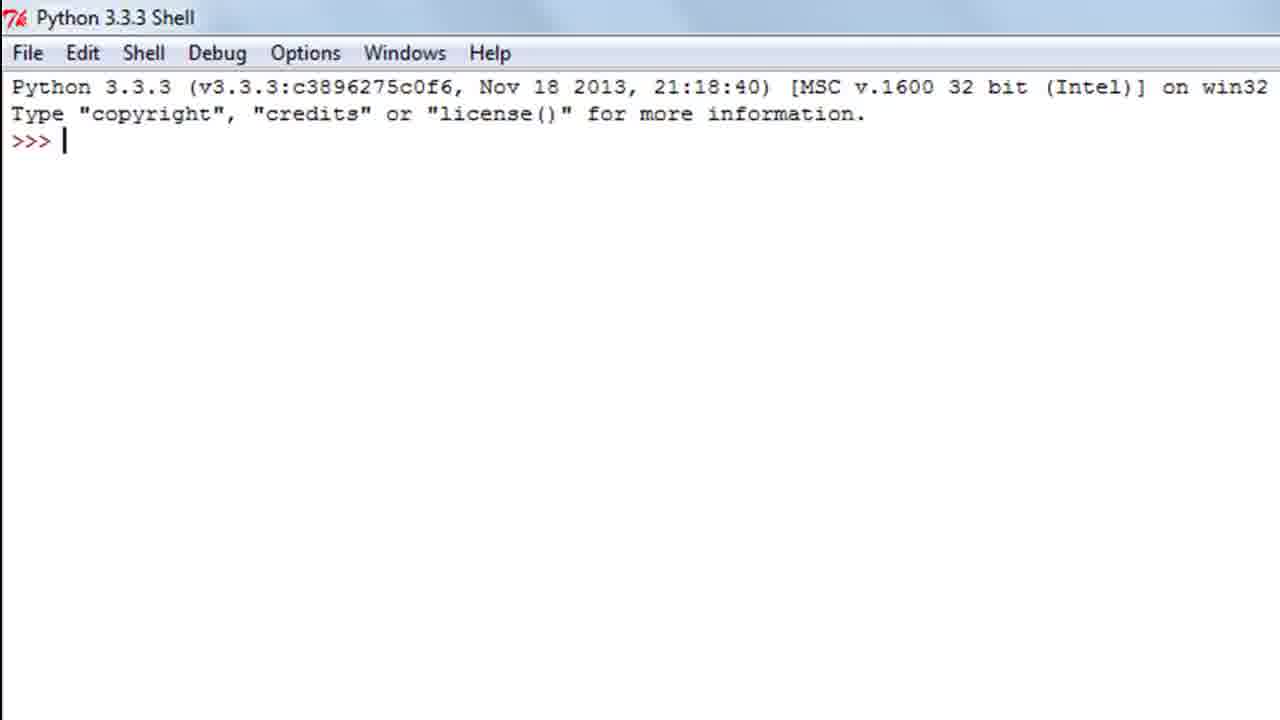 Python 3.3.3 Shell
File Edit Shell Debug Options Windows Help
Python 3.3.3 (v3.3.3:c3896275c0f6, Nov 18 2013, 21:18:40) [MSC v.1600 32 bit (Intel)] on win32
Type "copyright", "credits" or "license()" for more information.
>>>